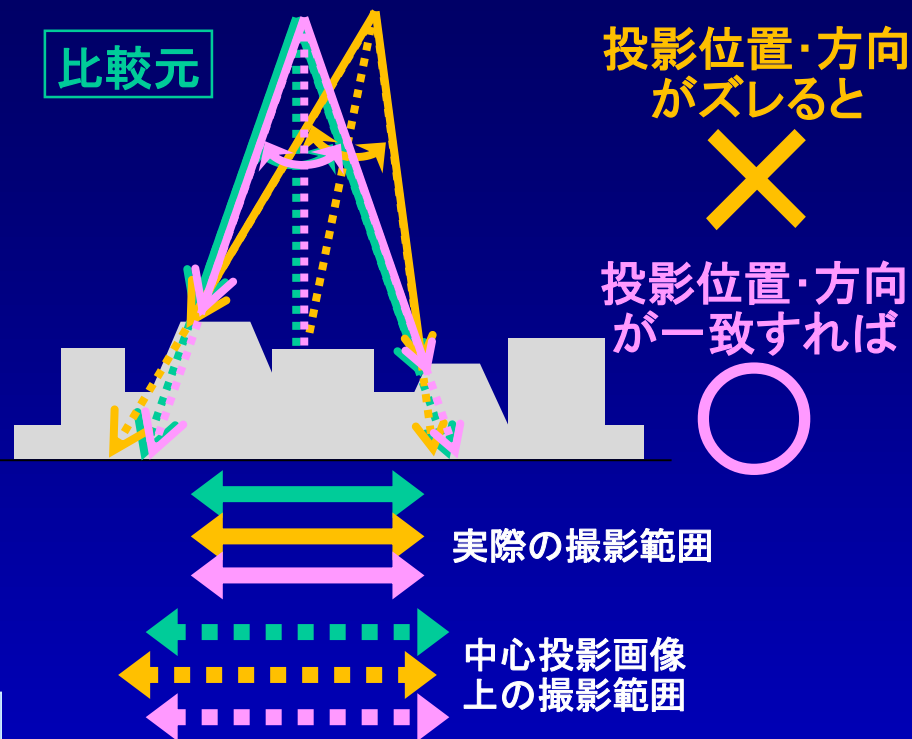 比較元
投影位置・方向
がズレると
投影位置・方向
が一致すれば
実際の撮影範囲
中心投影画像
上の撮影範囲